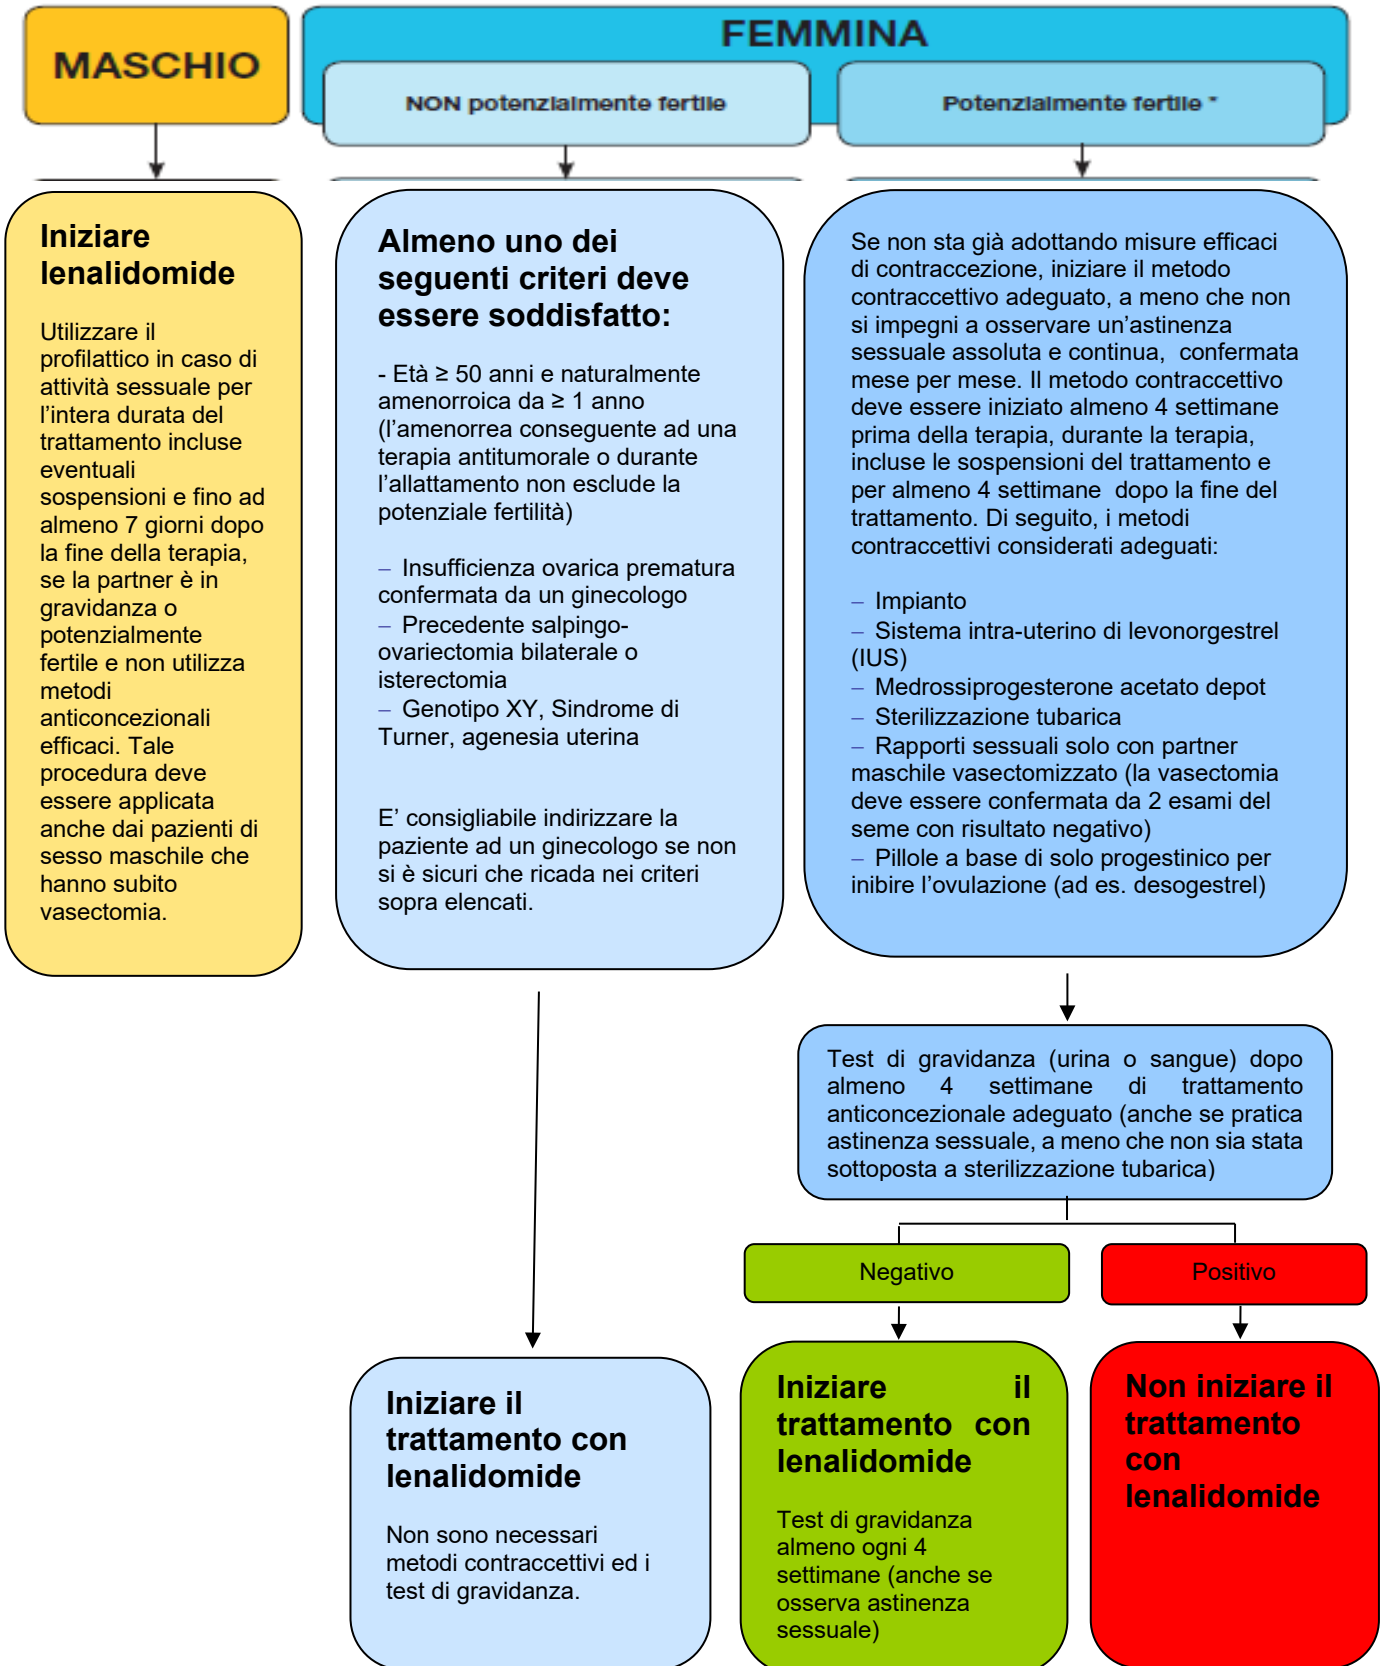 MASCHIO
FEMMINA
NON potenzialmente fertile
Potenzialmente fertile *
Iniziare
lenalidomide
Utilizzare il
profilattico in caso di
attività sessuale per
l'intera durata del
trattamento incluse
eventuali
sospensioni e fino ad
almeno 7 giorni dopo
la fine della terapia,
se la partner è in
gravidanza o
potenzialmente
fertile e non utilizza
metodi
anticoncezionali
efficaci. Tale
procedura deve
essere applicata
anche dai pazienti di
sesso maschile che
hanno subito
vasectomia.
Almeno uno dei
seguenti criteri deve
essere soddisfatto:
- Età ≥ 50 anni e naturalmente
amenorroica da ≥ 1 anno
(l'amenorrea conseguente ad una
terapia antitumorale o durante
l'allattamento non esclude la
potenziale fertilità)
– Insufficienza ovarica prematura
confermata da un ginecologo
– Precedente salpingo-
ovariectomia bilaterale o
isterectomia
– Genotipo XY, Sindrome di
Turner, agenesia uterina
E' consigliabile indirizzare la
paziente ad un ginecologo se non
si è sicuri che ricada nei criteri
sopra elencati.
Se non sta già adottando misure efficaci
di contraccezione, iniziare il metodo
contraccettivo adeguato, a meno che non
si impegni a osservare un'astinenza
sessuale assoluta e continua, confermata
mese per mese. Il metodo contraccettivo
deve essere iniziato almeno 4 settimane
prima della terapia, durante la terapia,
incluse le sospensioni del trattamento e
per almeno 4 settimane dopo la fine del
trattamento. Di seguito, i metodi
contraccettivi considerati adeguati:
– Impianto
– Sistema intra-uterino di levonorgestrel
(IUS)
– Medrossiprogesterone acetato depot
– Sterilizzazione tubarica
– Rapporti sessuali solo con partner
maschile vasectomizzato (la vasectomia
deve essere confermata da 2 esami del
seme con risultato negativo)
– Pillole a base di solo progestinico per
inibire l'ovulazione (ad es. desogestrel)
Test di gravidanza (urina o sangue) dopo
almeno 4 settimane di trattamento
anticoncezionale adeguato (anche se pratica
astinenza sessuale, a meno che non sia stata
sottoposta a sterilizzazione tubarica)
Negativo
Positivo
Iniziare il
trattamento con
lenalidomide
Non sono necessari
metodi contraccettivi ed i
test di gravidanza.
Iniziare il
trattamento con
lenalidomide
Test di gravidanza
almeno ogni 4
settimane (anche se
osserva astinenza
sessuale)
Non iniziare il
trattamento
con
lenalidomide